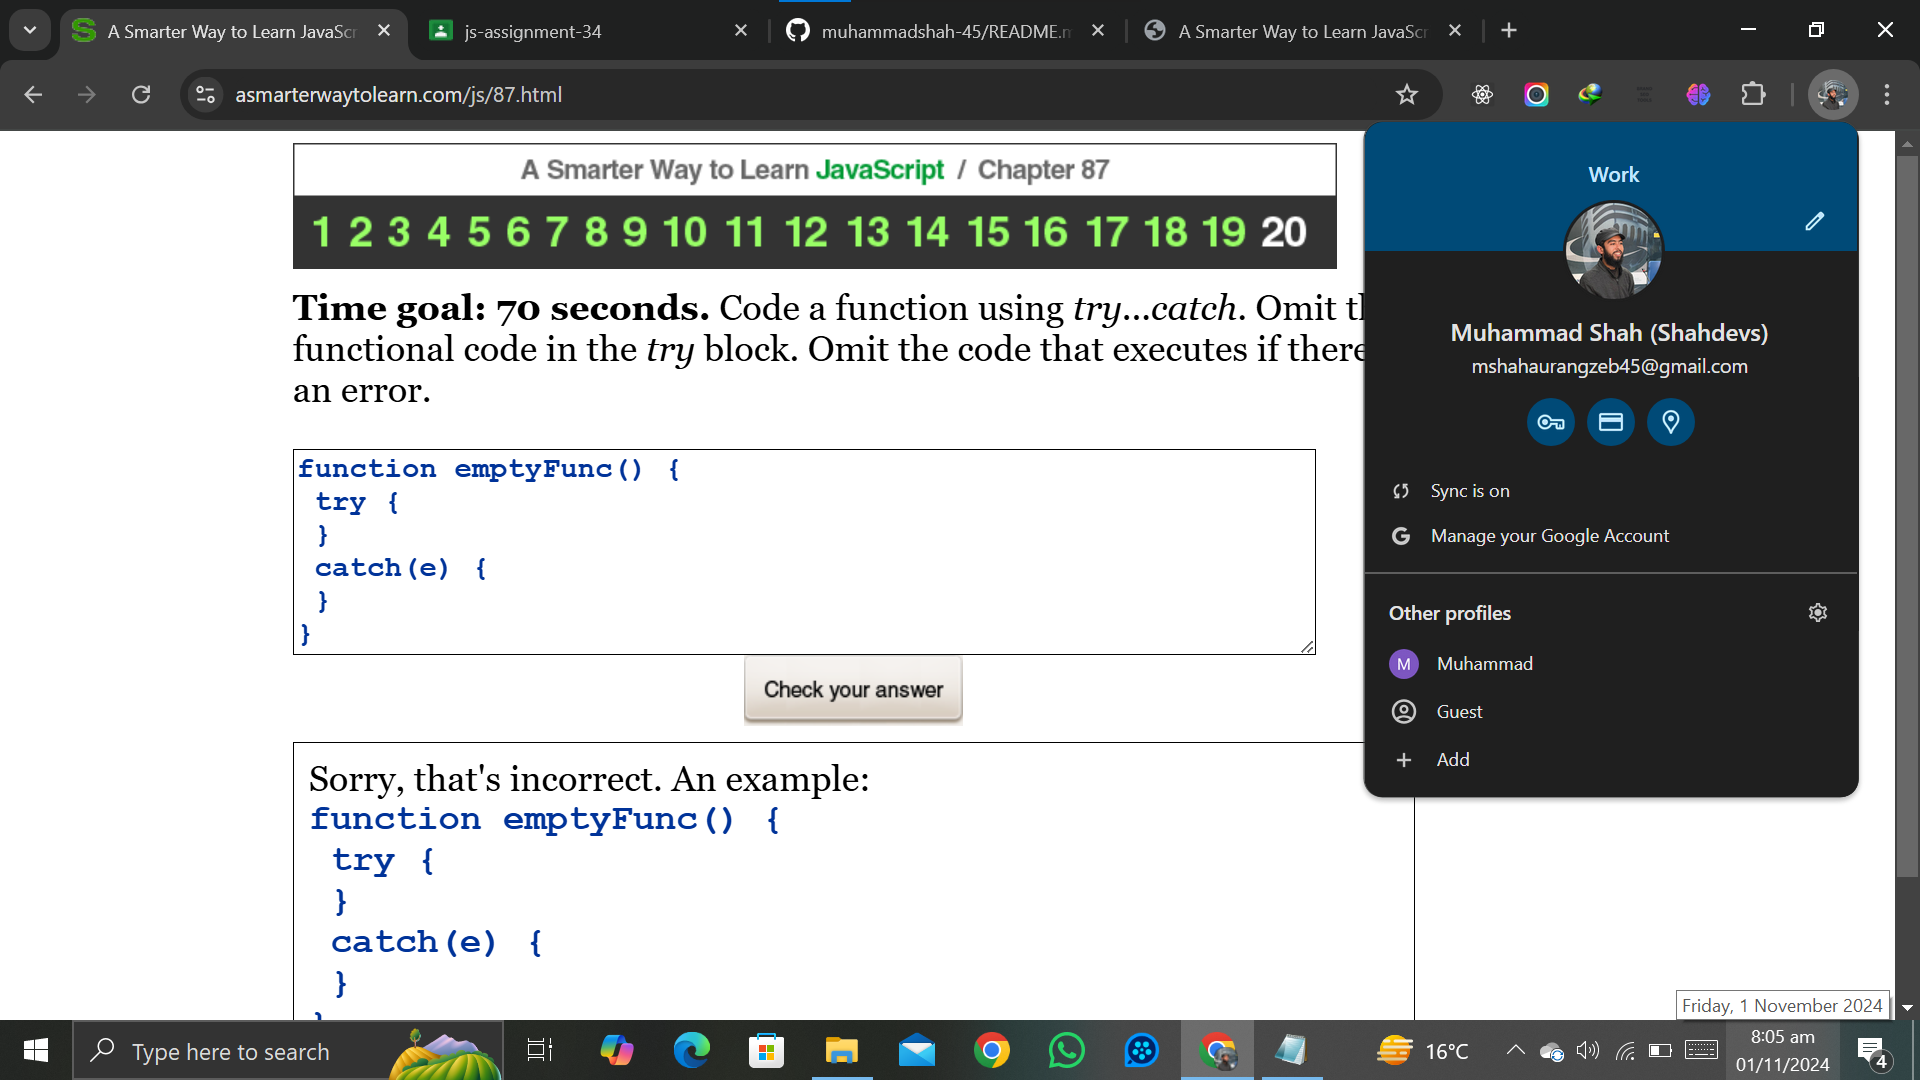 A Smarter Way to Learn JavaScr
js-assignment-34
muhammadshah-45/README.m
A Smarter Way to Learn JavaScr
asmarterwaytolearn.com/js/87.html
A Smarter Way to Learn JavaScript / Chapter 87
1 2 3 4 5 6 7 8 9 10 11 12 13 14 15 16 17 18 19 20
Time goal: 70 seconds. Code a function using try...catch. Omit th
functional code in the try block. Omit the code that executes if there
an error.
function emptyFunc() {
try {
}
catch(e) {
}
}
Check your answer
Sorry, that's incorrect. An example:
function emptyFunc() {
try {
}
catch(e) {
}
}
Work
Muhammad Shah (Shahdevs)
mshahaurangzeb45@gmail.com
Sync is on
Manage your Google Account
Other profiles
M Muhammad
Guest
Add
Friday, 1 November 2024
Type here to search
16°C
8:05 am
01/11/2024
4